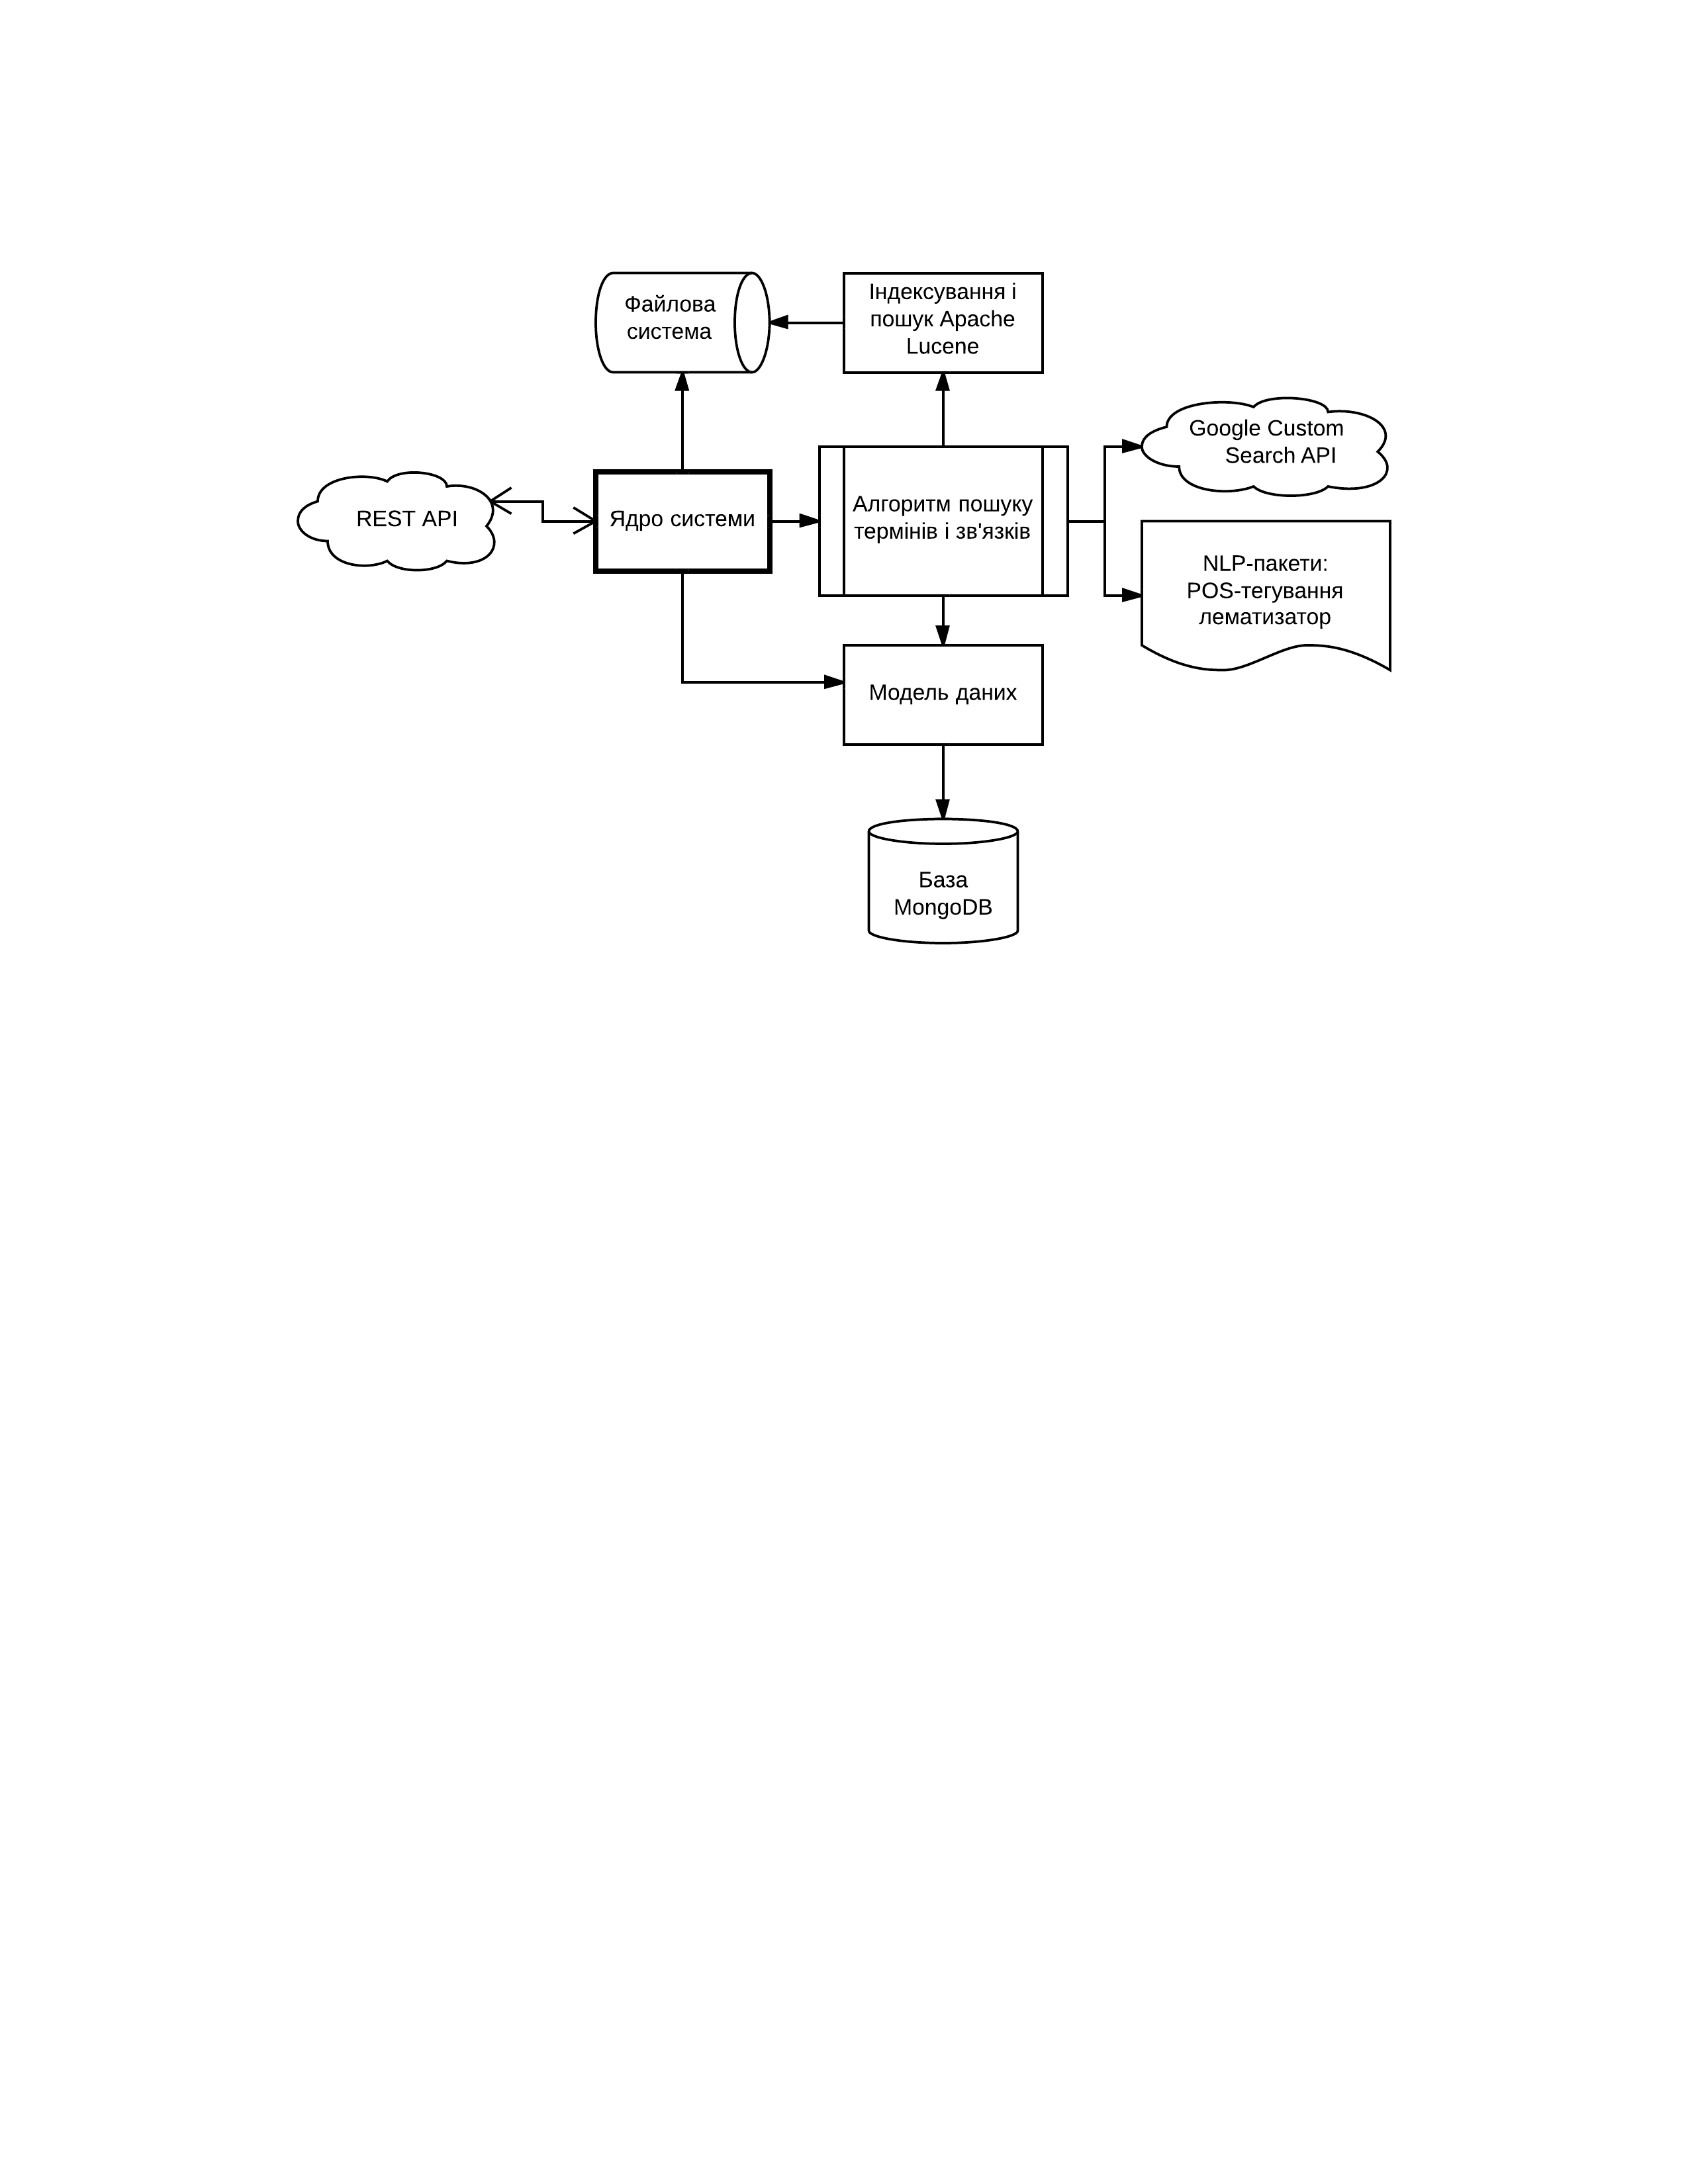 Файлова
система
Індексування і
пошук Apache
Lucene
Google Custom
Search API
REST API
Ядро системи
Алгоритм пошуку
термінів і зв'язків
NLP-пакети:
POS-тегування
лематизатор
Модель даних
База
MongoDB